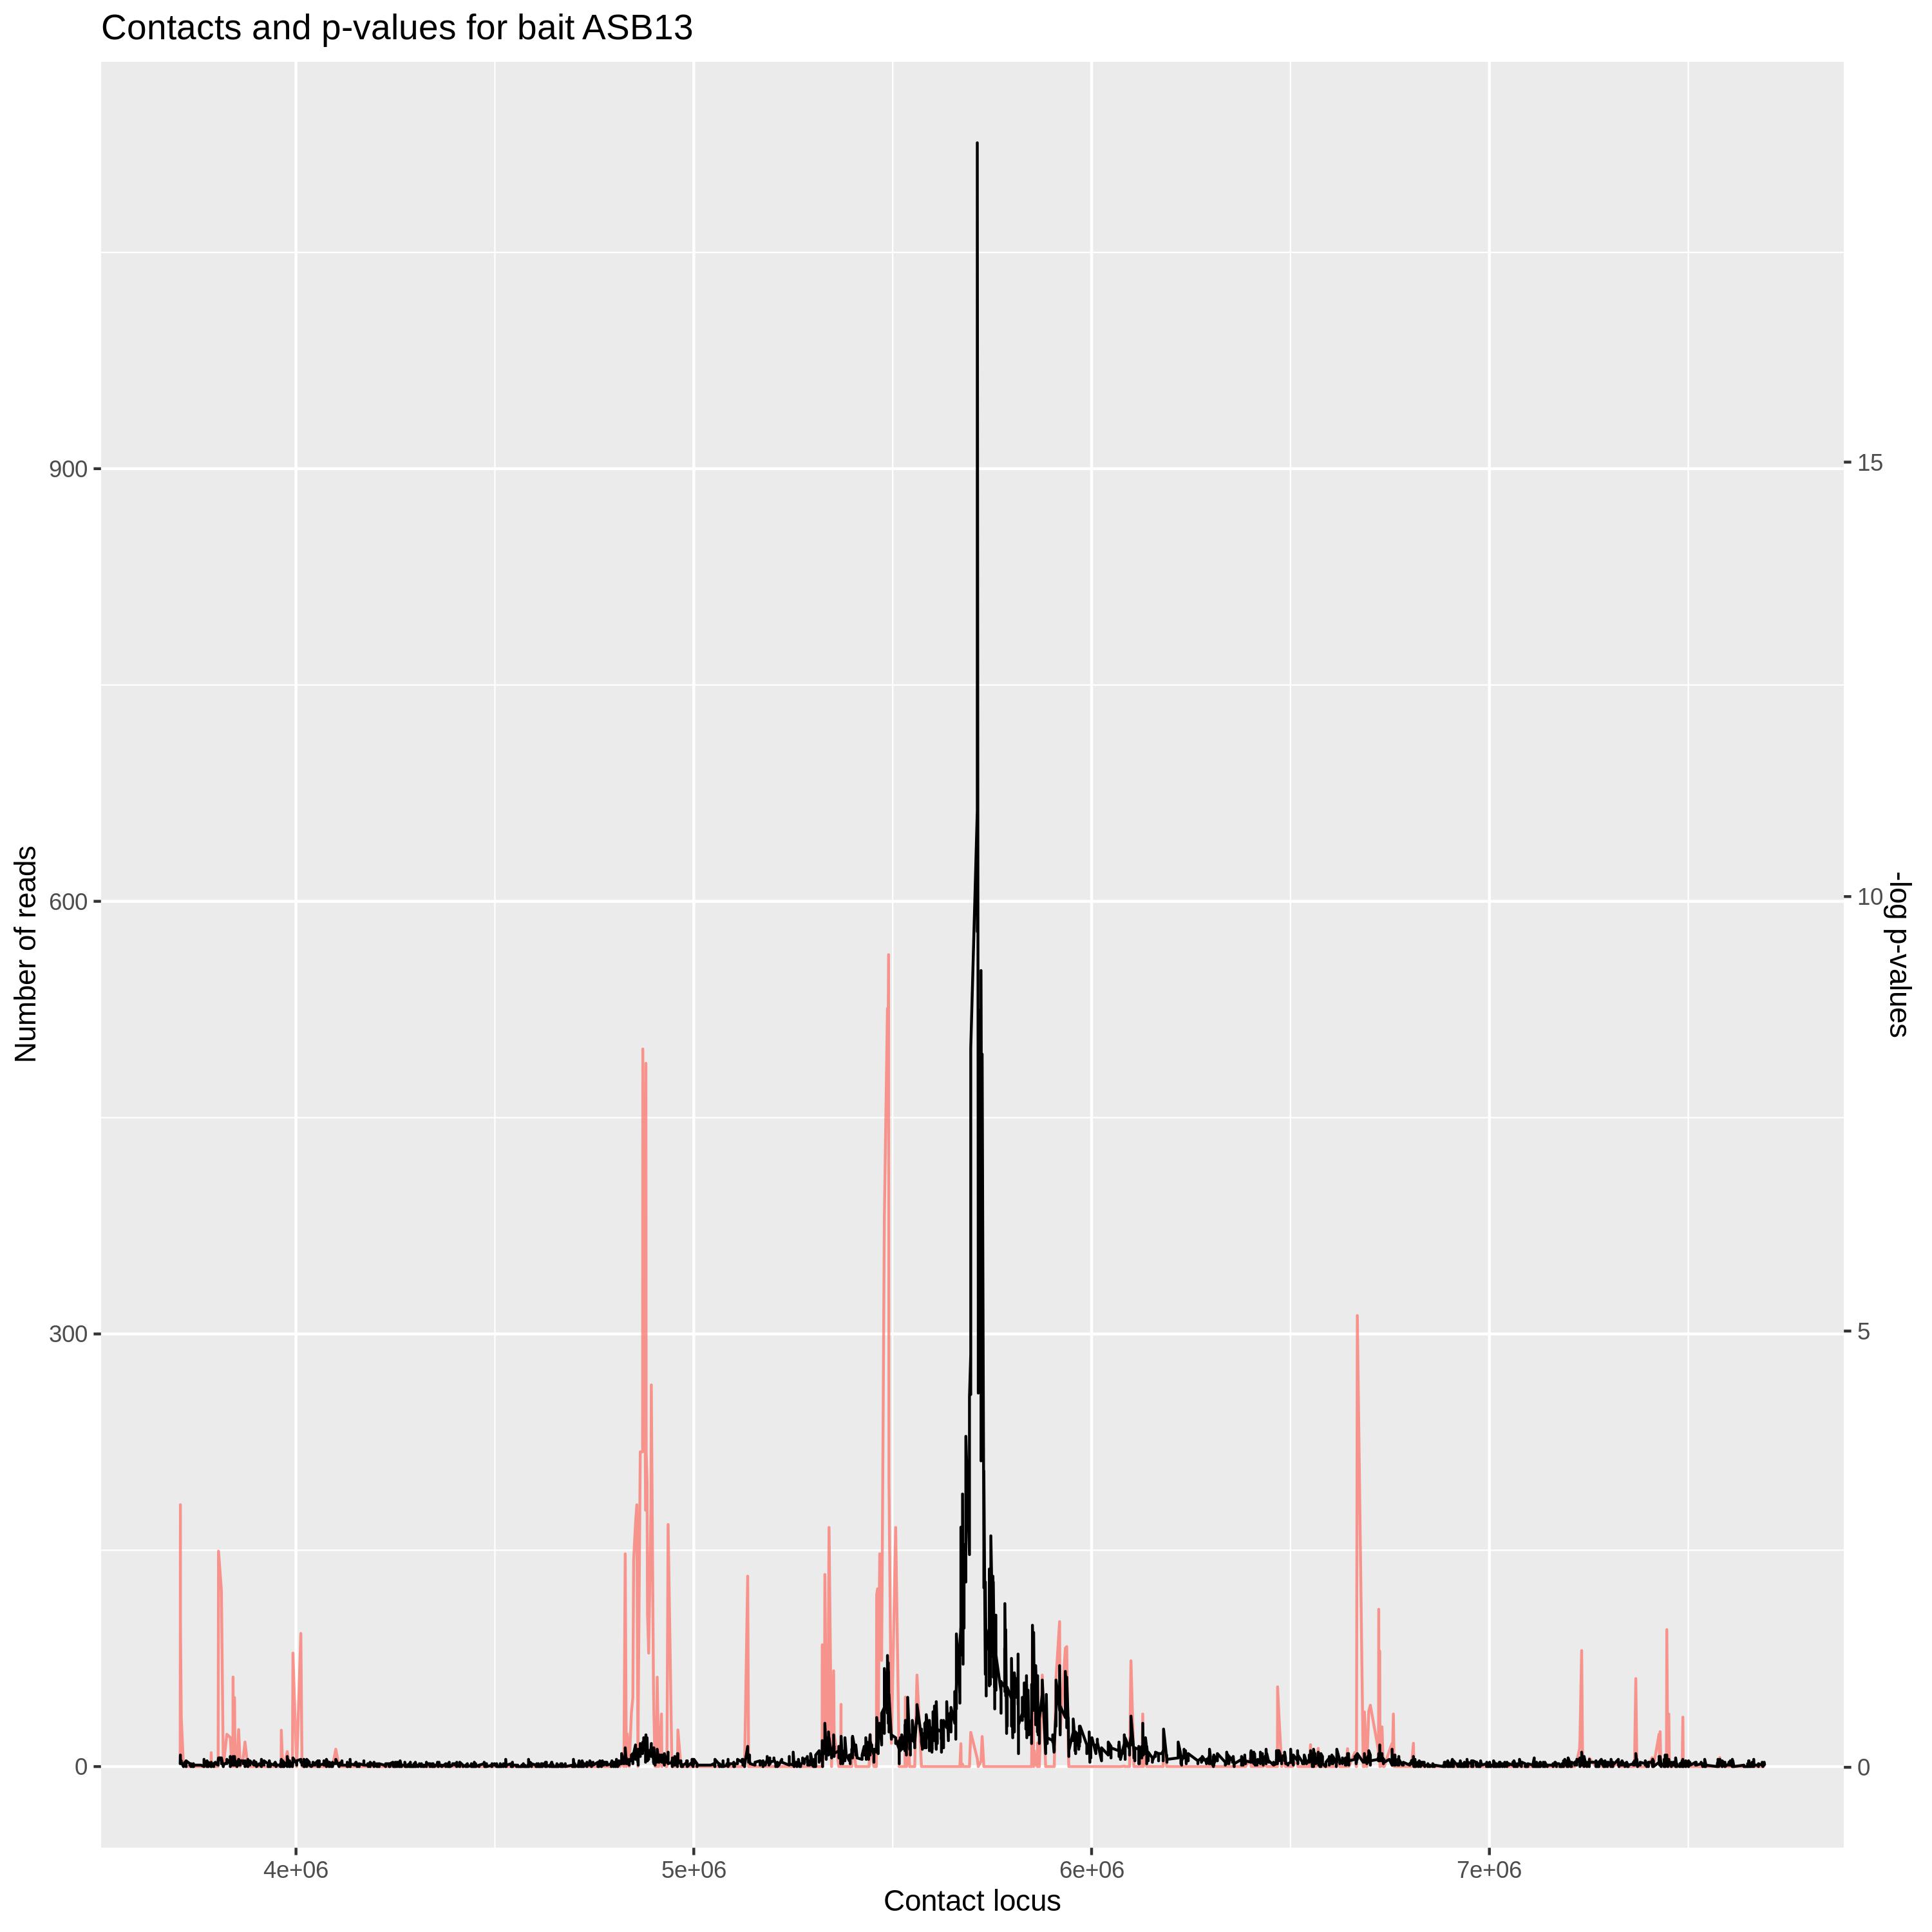 Contacts and p-values for bait ASB13
Number of reads
900
600
300
0
15
10
5
0
-log p-values
4e+06 5e+06 6e+06 7e+06
Contact locus